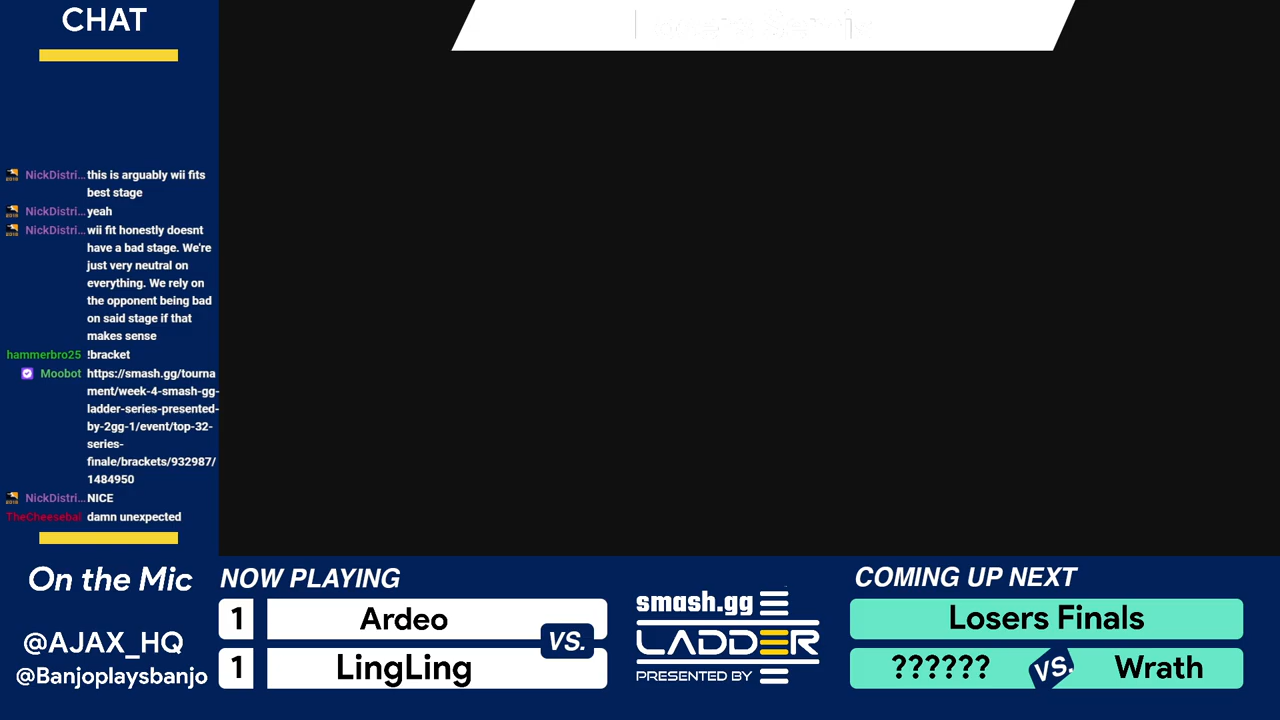 CHAT
NickDistri... this is arguably wii fits
best stage
NickDistri... yeah
NickDistri... wii fit honestly doesnt
have a bad stage. We're
just very neutral on
everything. We rely on
the opponent being bad
on said stage if that
makes sense
hammerbro25 !bracket
Moobot https://smash.gg/tourna
ment/week-4-smash-gg-
ladder-series-presented-
by-2gg-1/event/top-32-
series-
finale/brackets/932987/
1484950
NickDistri... NICE
TheCheesebal damn unexpected
On the Mic
@AJAX_HQ
@Banjoplaysbanjo
NOW PLAYING
1 Ardeo
VS.
1 LingLing
smash.gg
LADDER
PRESENTED BY
COMING UP NEXT
Losers Finals
?????? VS. Wrath